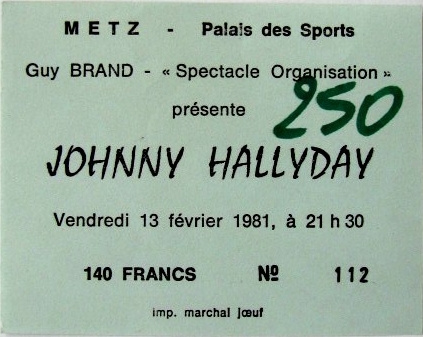 METZ - Palais des Sports
Guy BRAND - « Spectacle Organisation »
présente
250
JOHNNY HALLYDAY
Vendredi 13 février 1981, à 21 h 30
140 FRANCS Nº 112
imp. marchal jœuf